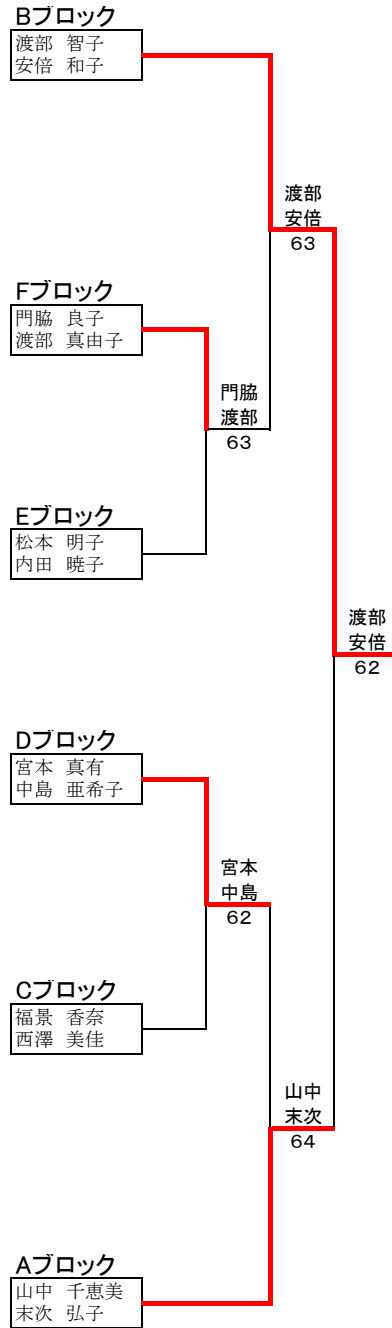 Bブロック
渡部 智子
安倍 和子
渡部
安倍
63
Fブロック
門脇 良子
渡部 真由子
門脇
渡部
63
Eブロック
松本 明子
内田 暁子
渡部
安倍
62
Dブロック
宮本 真有
中島 亜希子
宮本
中島
62
Cブロック
福景 香奈
西澤 美佳
山中
末次
64
Aブロック
山中 千恵美
末次 弘子